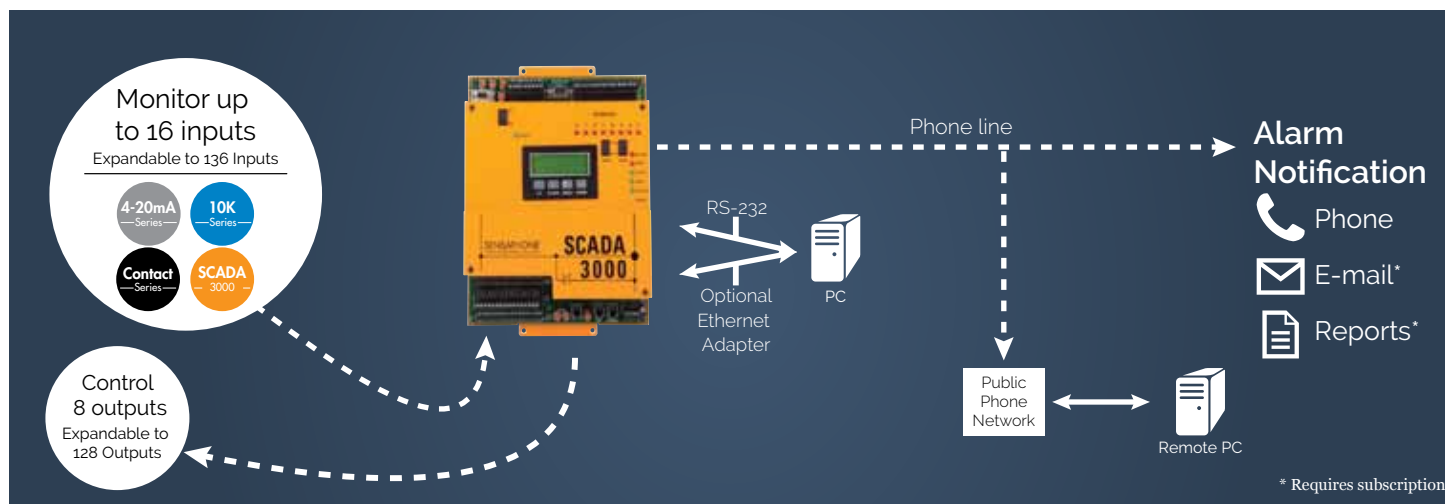 Monitor up
to 16 inputs
Expandable to 136 Inputs
4-20mA
Series
10K
Series
Contact
Series
SCADA
3000
Control
8 outputs
Expandable to
128 Outputs
SENSAPHONE
SCADA
3000
Phone line
RS-232
Optional
Ethernet
Adapter
PC
Public
Phone
Network
Remote PC
Alarm
Notification
Phone
E-mail*
Reports*
* Requires subscription